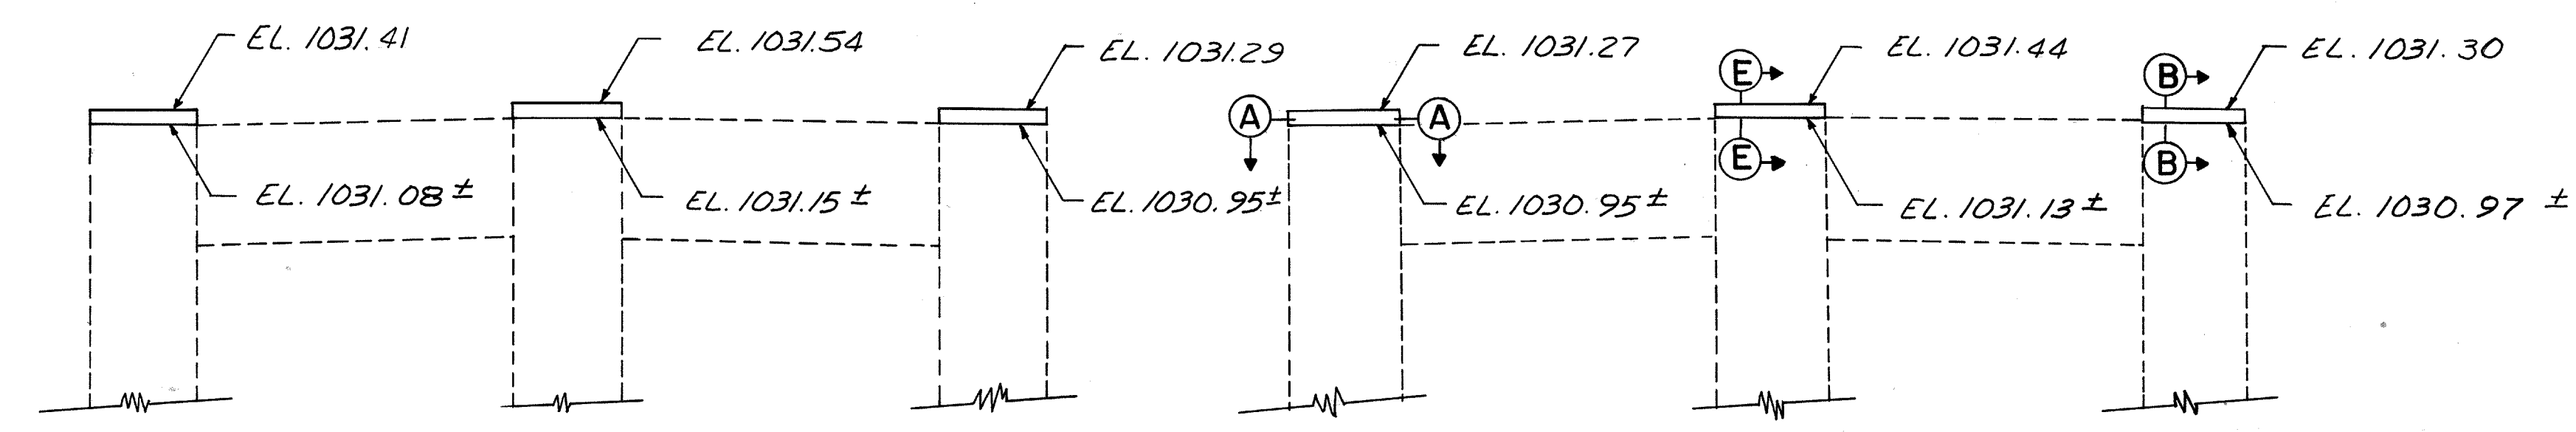 EL. 1031.41
EL. 1031.54
EL. 1031.29
EL. 1031.27
EL. 1031.44
EL. 1031.30
E
B
A
A
E
B
EL. 1031.08 ±
EL. 1031.15 ±
EL. 1030.95±
EL. 1030.95±
EL. 1031.13±
EL. 1030.97 ±